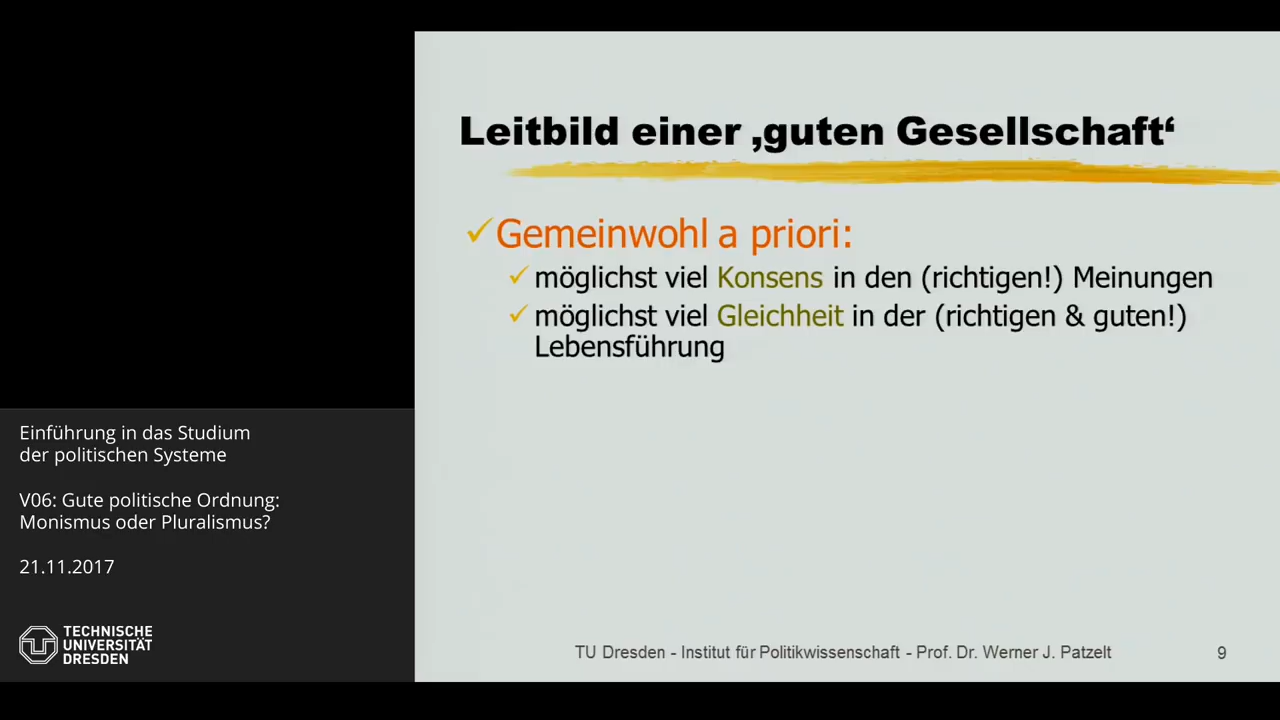 Leitbild einer ‚guten Gesellschaft‘
✓Gemeinwohl a priori:
✓ möglichst viel Konsens in den (richtigen!) Meinungen
✓ möglichst viel Gleichheit in der (richtigen & guten!)
Lebensführung
Einführung in das Studium
der politischen Systeme
V06: Gute politische Ordnung:
Monismus oder Pluralismus?
21.11.2017
TECHNISCHE
UNIVERSITÄT
DRESDEN
TU Dresden - Institut für Politikwissenschaft - Prof. Dr. Werner J. Patzelt
9